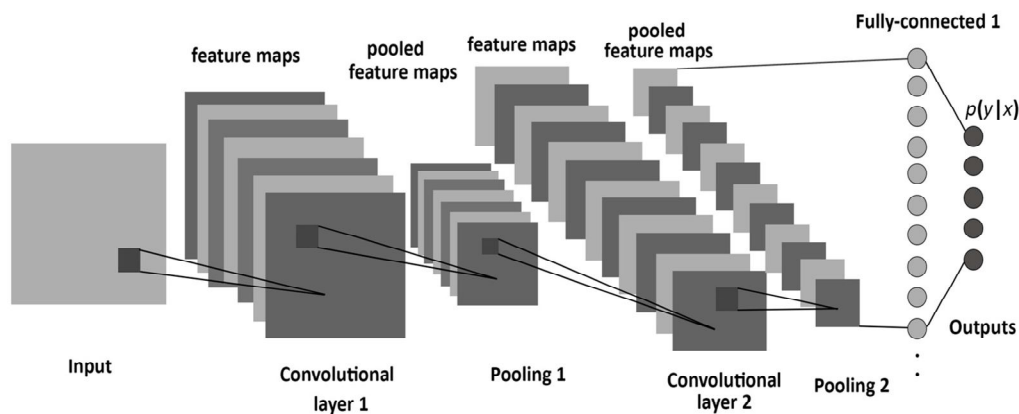 Fully-connected 1
feature maps
pooled
feature maps
feature maps
pooled
feature maps
p(y|x)
Input
Convolutional
layer 1
Pooling 1
Convolutional
layer 2
Pooling 2
Outputs